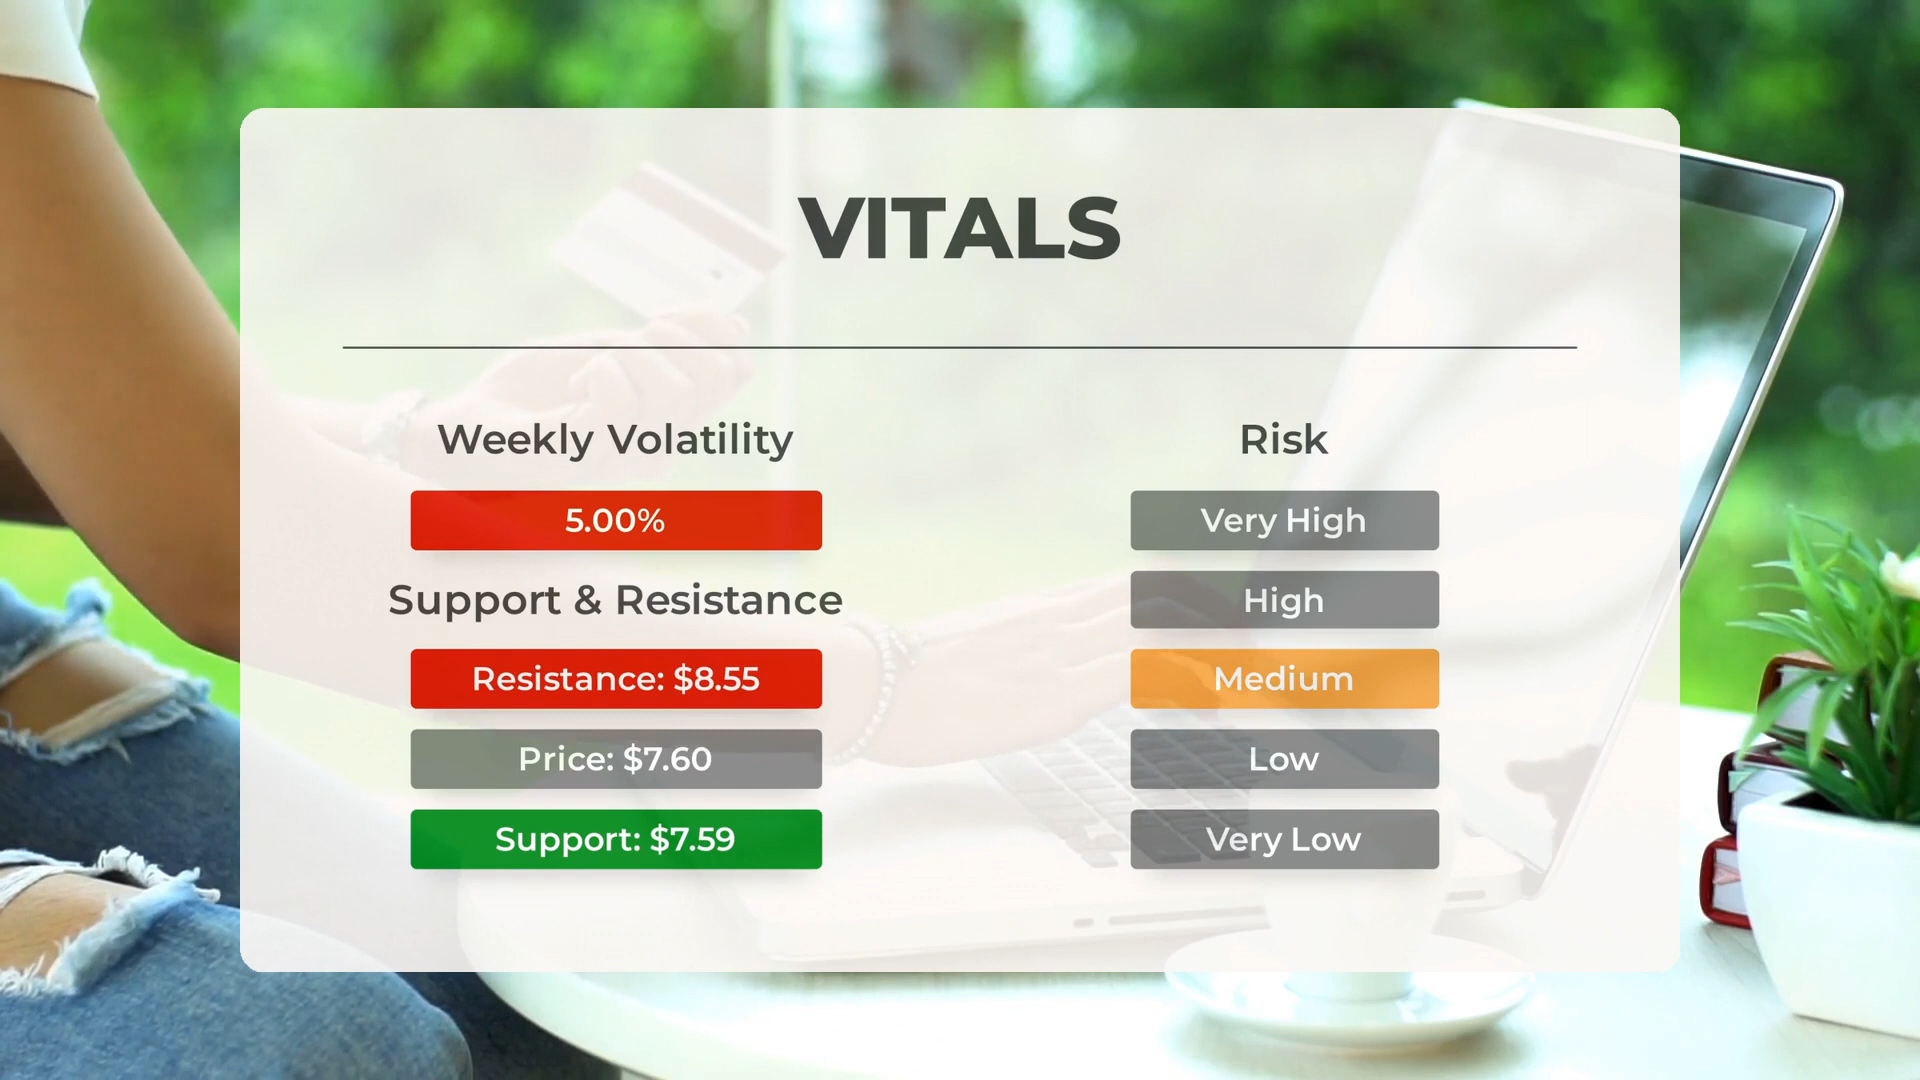 VITALS
Weekly Volatility
5.00%
Support & Resistance
Resistance: $8.55
Price: $7.60
Support: $7.59
Risk
Very High
High
Medium
Low
Very Low